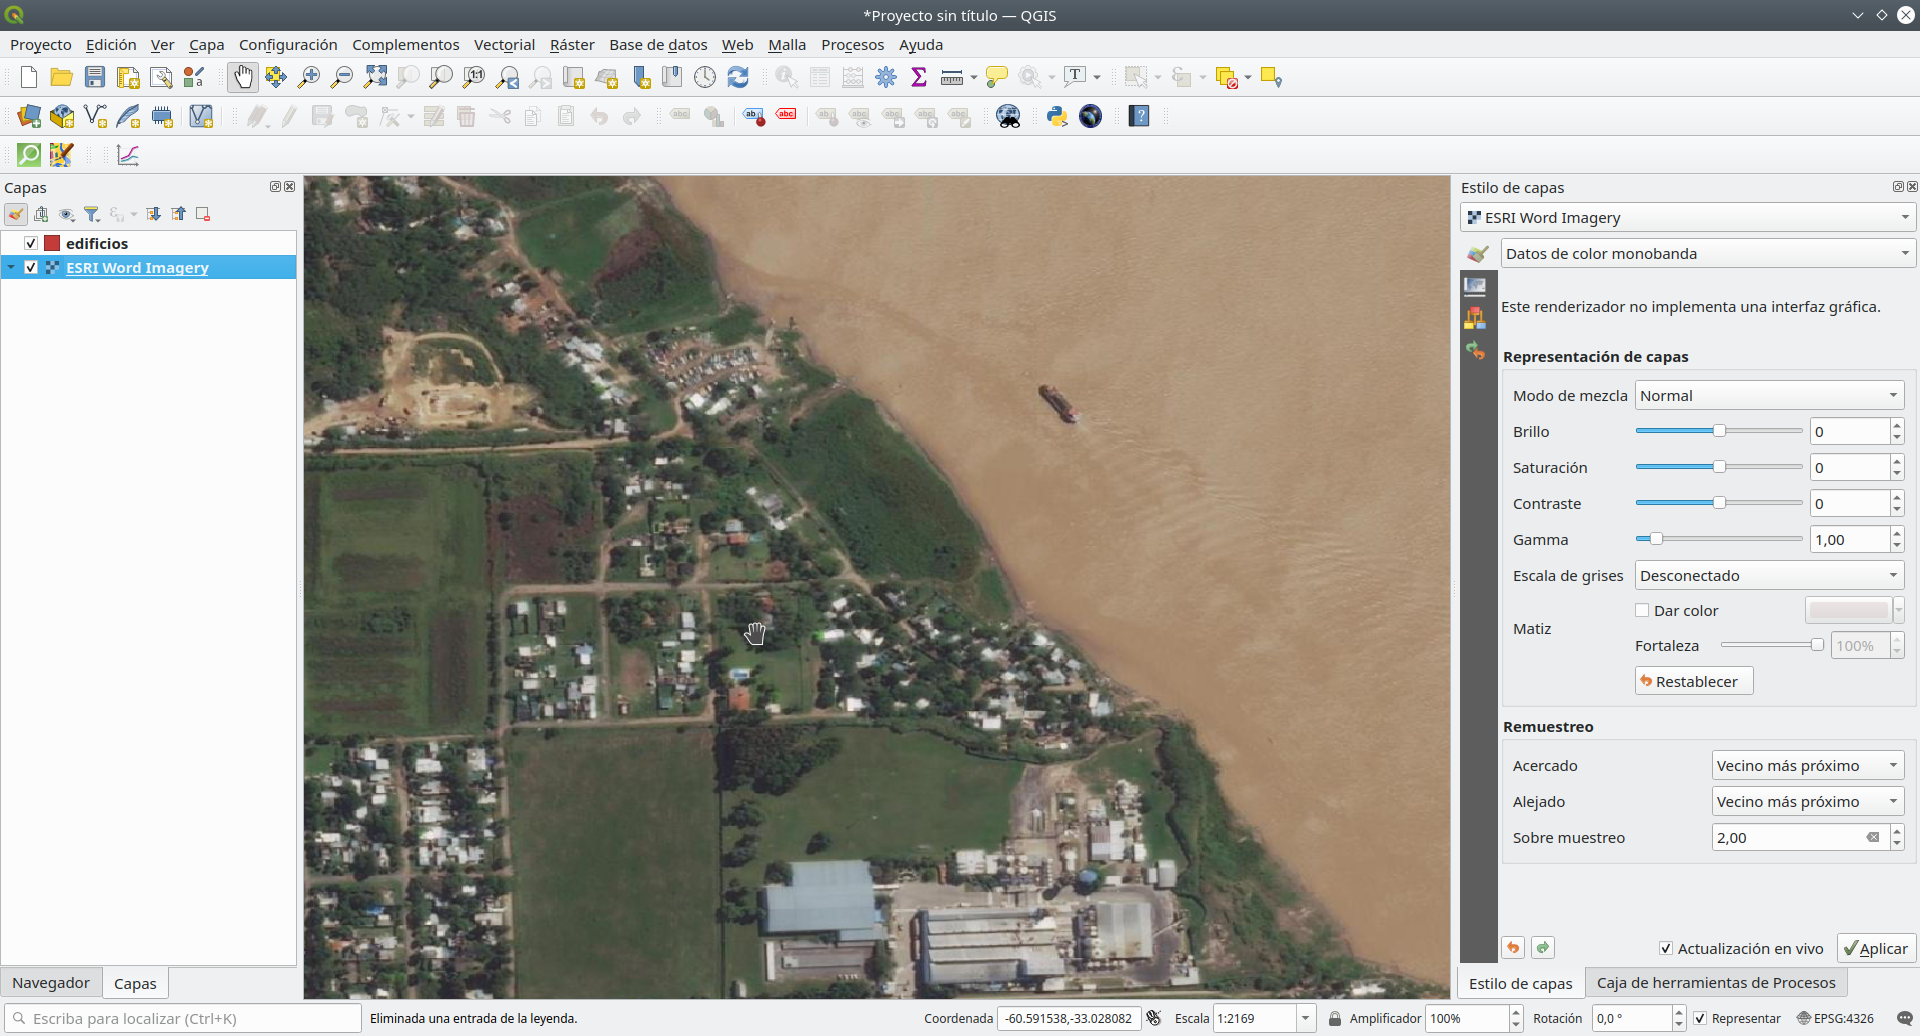 *Proyecto sin título — QGIS
Proyecto Edición Ver Capa Configuración Complementos Vectorial Ráster Base de datos Web Malla Procesos Ayuda
1:1
T
abc
ab
abc
abc
?
Capas
edificios
ESRI Word Imagery
Navegador
Capas
Estilo de capas
ESRI Word Imagery
Datos de color monobanda
Este renderizador no implementa una interfaz gráfica.
Representación de capas
Modo de mezcla Normal
Brillo 0
Saturación 0
Contraste 0
Gamma 1,00
Escala de grises Desconectado
Matiz
Dar color
Fortaleza 100%
Restablecer
Remuestreo
Acercado Vecino más próximo
Alejado Vecino más próximo
Sobre muestreo 2,00
Actualización en vivo Aplicar
Estilo de capas
Caja de herramientas de Procesos
Escriba para localizar (Ctrl+K) Eliminada una entrada de la leyenda. Coordenada -60.591538,-33.028082 Escala 1:2169 Amplificador 100% Rotación 0,0 ° Representar EPSG:4326